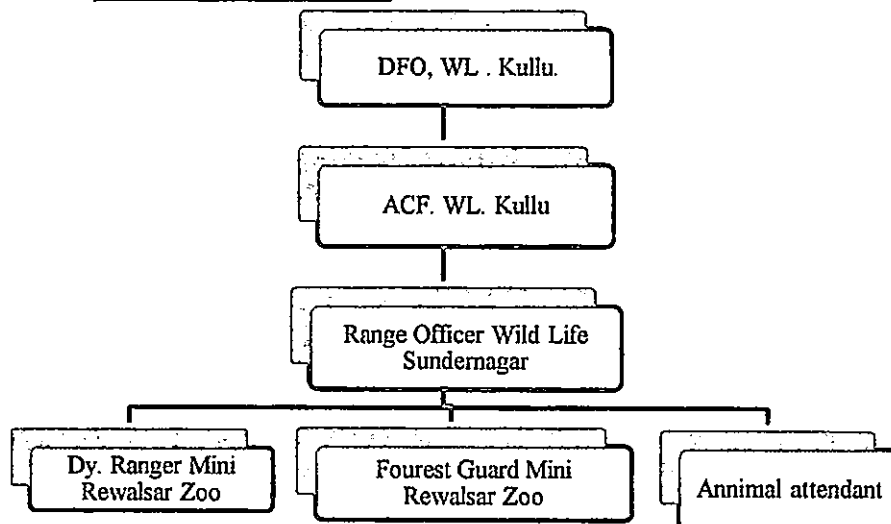 DFO, WL . Kullu.
ACF. WL. Kullu
Range Officer Wild Life
Sundernagar
Dy. Ranger Mini
Rewalsar Zoo
Fourest Guard Mini
Rewalsar Zoo
Annimal attendant